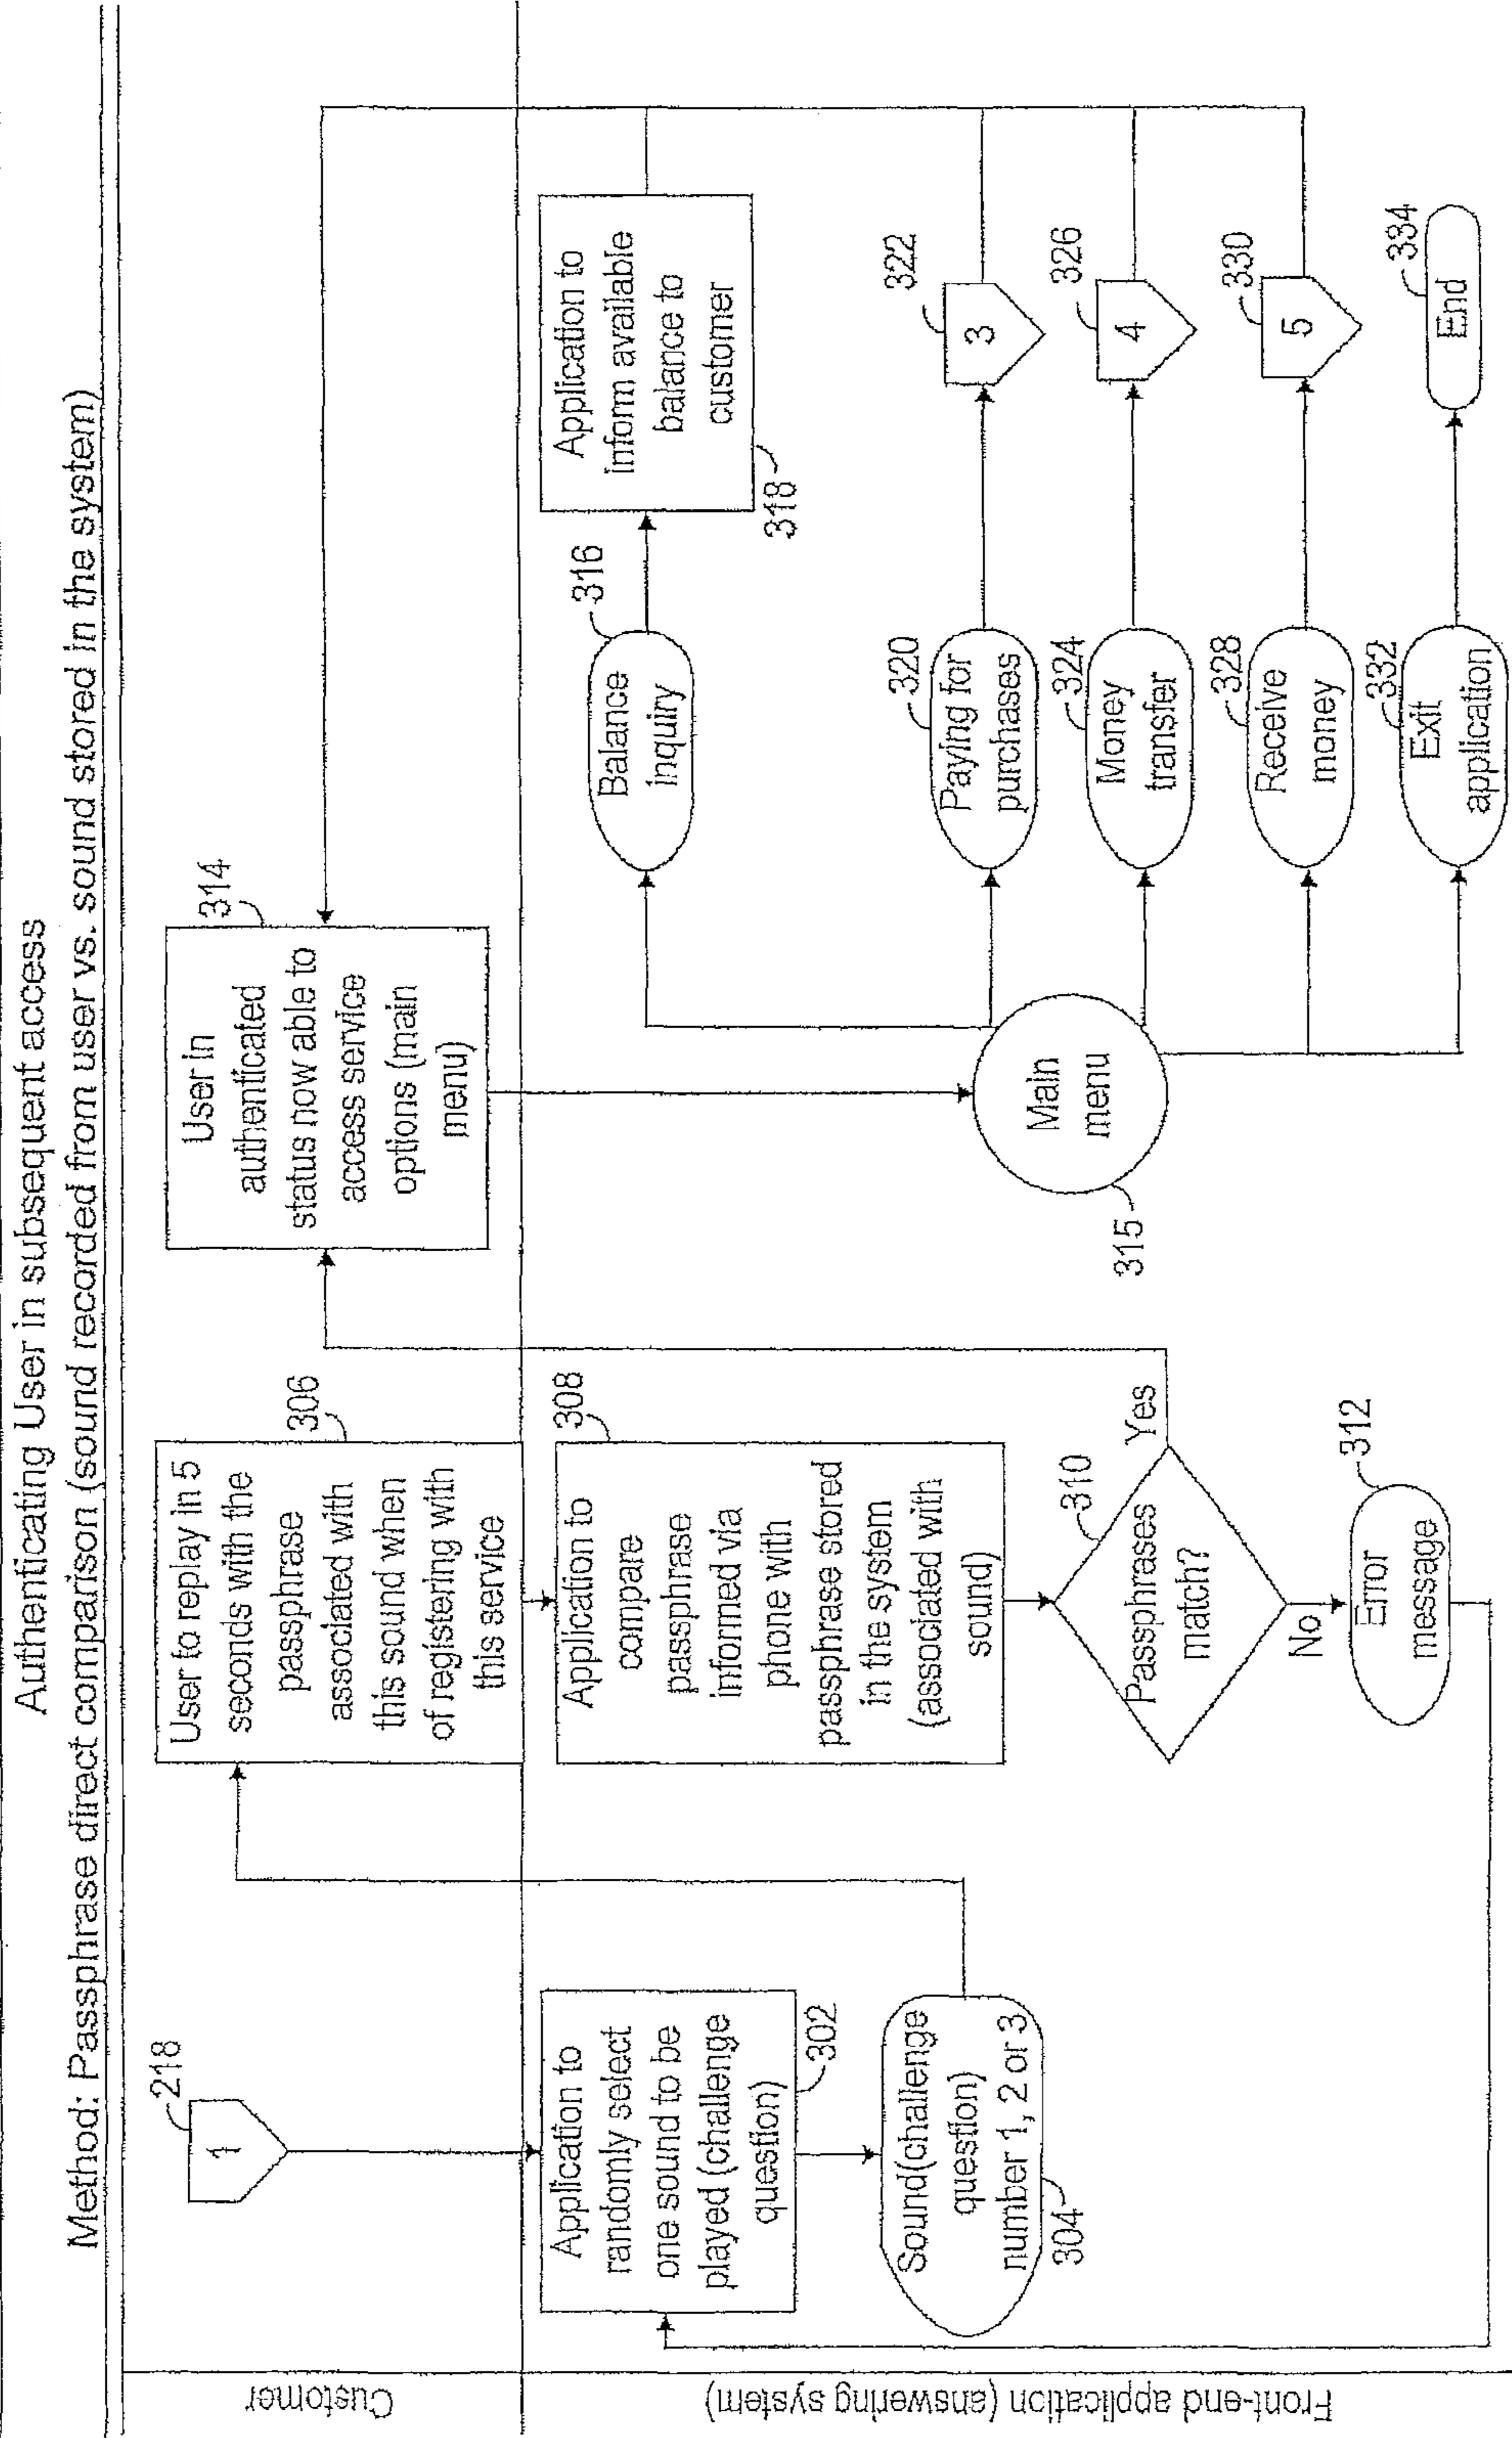 Authenticating User in subsequent access
Method: Passphrase direct comparison (sound recorded from user vs. sound stored in the system)
Customer
1
218
User to replay in 5
seconds with the
passphrase
associated with
this sound when
of registering with
this service
306
User in
authenticated
status now able to
access service
options (main
menu)
314
Front-end application (answering system)
Application to
randomly select
one sound to be
played (challenge
question)
302
Sound(challenge
question)
number 1, 2 or 3
304
Application to
compare
passphrase
informed via
phone with
passphrase stored
in the system
(associated with
sound)
308
Passphrases
match?
310
Yes
No
Error
message
312
Main
menu
315
Balance
inquiry
316
Application to
inform available
balance to
customer
318
Paying for
purchases
320
3
322
Money
transfer
324
4
326
Receive
money
328
5
330
Exit
application
332
End
334